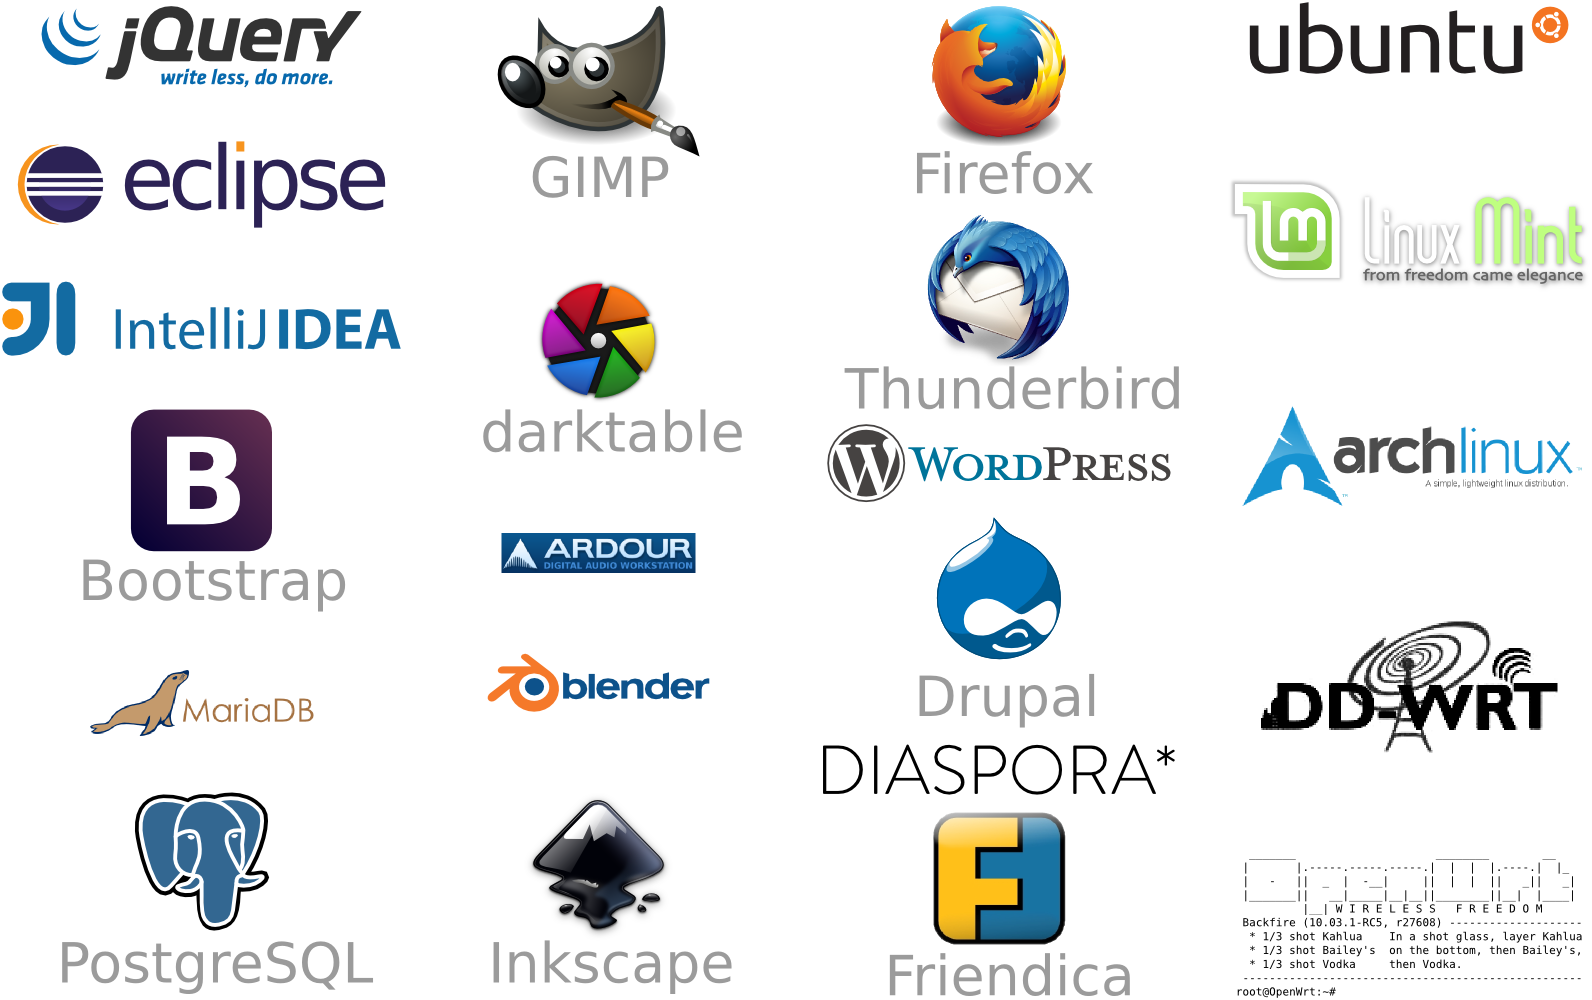 jQuery
write less, do more.
eclipse
IntelliJ IDEA
B
Bootstrap
MariaDB
PostgreSQL
GIMP
darktable
ARDOUR
DIGITAL AUDIO WORKSTATION
blender
Inkscape
Firefox
Thunderbird
W WORDPRESS
Drupal
DIASPORA*
F
Friendica
ubuntu
lm Linux Mint
from freedom came elegance
archlinux
A simple, lightweight linux distribution.
DD-WRT
OpenWrt
W I R E L E S S   F R E E D O M
Backfire (10.03.1-RC5, r27608) --------------------
* 1/3 shot Kahlua    In a shot glass, layer Kahlua
* 1/3 shot Bailey's  on the bottom, then Bailey's,
* 1/3 shot Vodka     then Vodka.
---------------------------------------------------
root@OpenWrt:~#